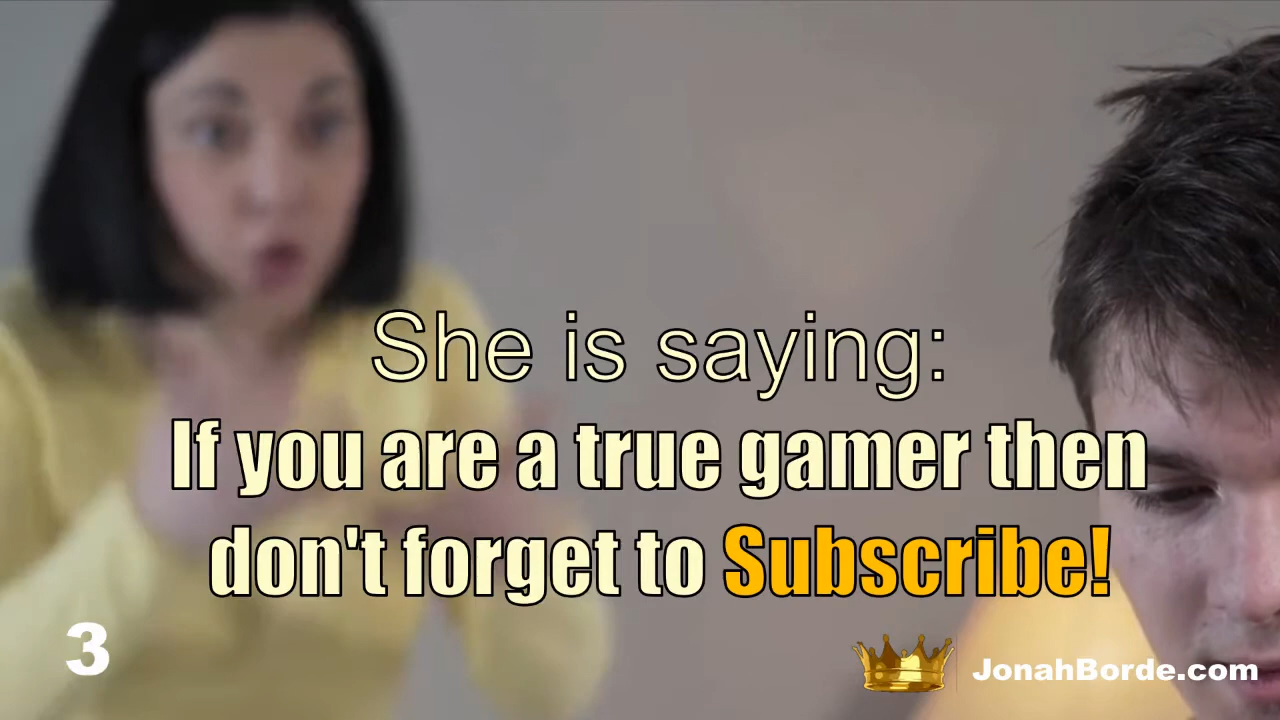 She is saying:
If you are a true gamer then
don't forget to Subscribe!
3
JonahBorde.com